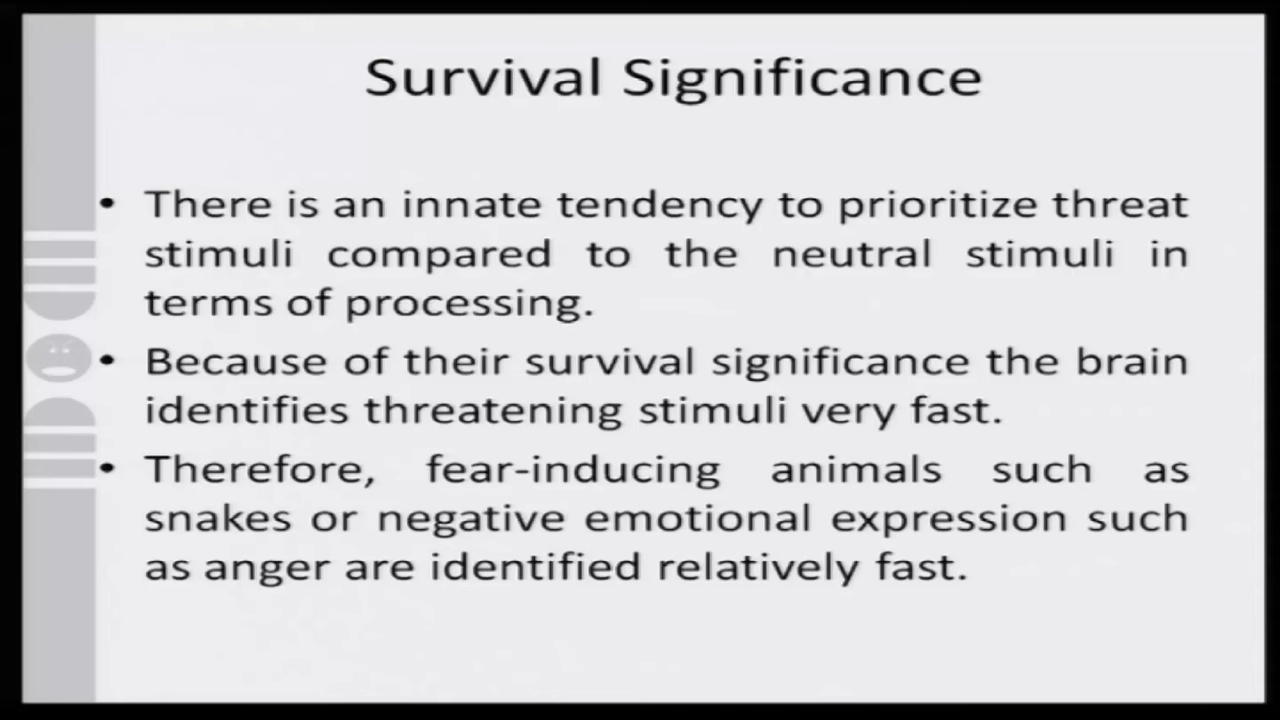 Survival Significance
• There is an innate tendency to prioritize threat
stimuli compared to the neutral stimuli in
terms of processing.
• Because of their survival significance the brain
identifies threatening stimuli very fast.
• Therefore, fear-inducing animals such as
snakes or negative emotional expression such
as anger are identified relatively fast.